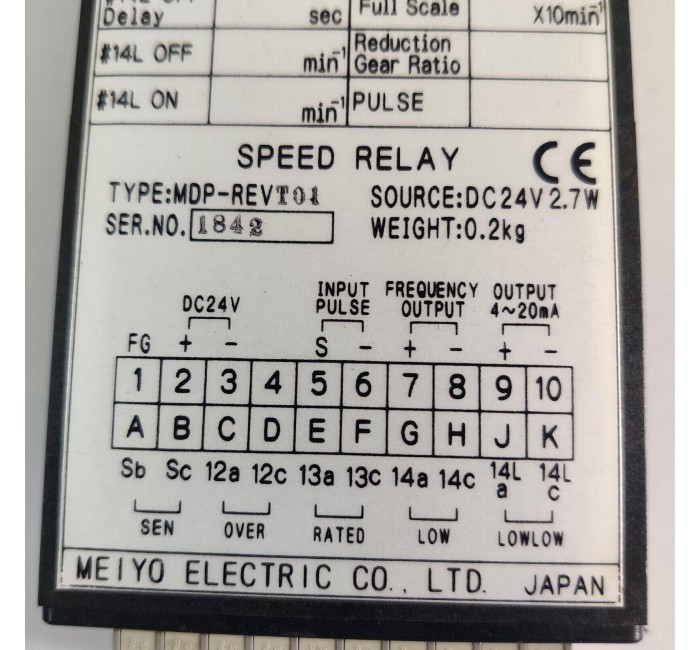 Delay sec Full Scale X10min⁻¹
#14L OFF min⁻¹ Reduction Gear Ratio
#14L ON min⁻¹ PULSE
SPEED RELAY CE
TYPE:MDP-REVT01 SOURCE:DC24V 2.7W
SER.NO. 1842 WEIGHT:0.2kg
DC24V INPUT PULSE FREQUENCY OUTPUT OUTPUT 4~20mA
FG + - S - + - + -
1 2 3 4 5 6 7 8 9 10
A B C D E F G H J K
Sb Sc 12a 12c 13a 13c 14a 14c 14L a 14L c
SEN OVER RATED LOW LOWLOW
MEIYO ELECTRIC CO., LTD. JAPAN